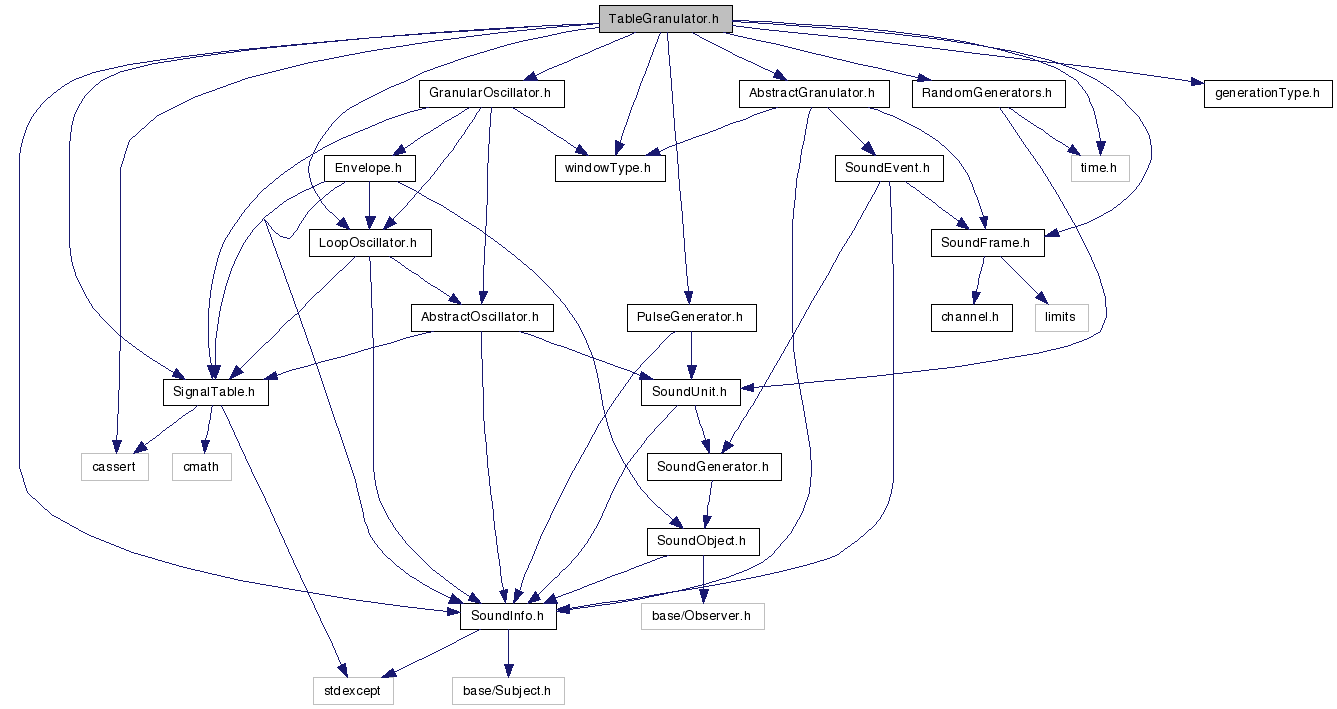 TableGranulator.h
GranularOscillator.h
AbstractGranulator.h
RandomGenerators.h
generationType.h
Envelope.h
windowType.h
SoundEvent.h
time.h
LoopOscillator.h
SoundFrame.h
AbstractOscillator.h
PulseGenerator.h
channel.h
limits
SignalTable.h
SoundUnit.h
cassert
cmath
SoundGenerator.h
SoundObject.h
SoundInfo.h
base/Observer.h
stdexcept
base/Subject.h